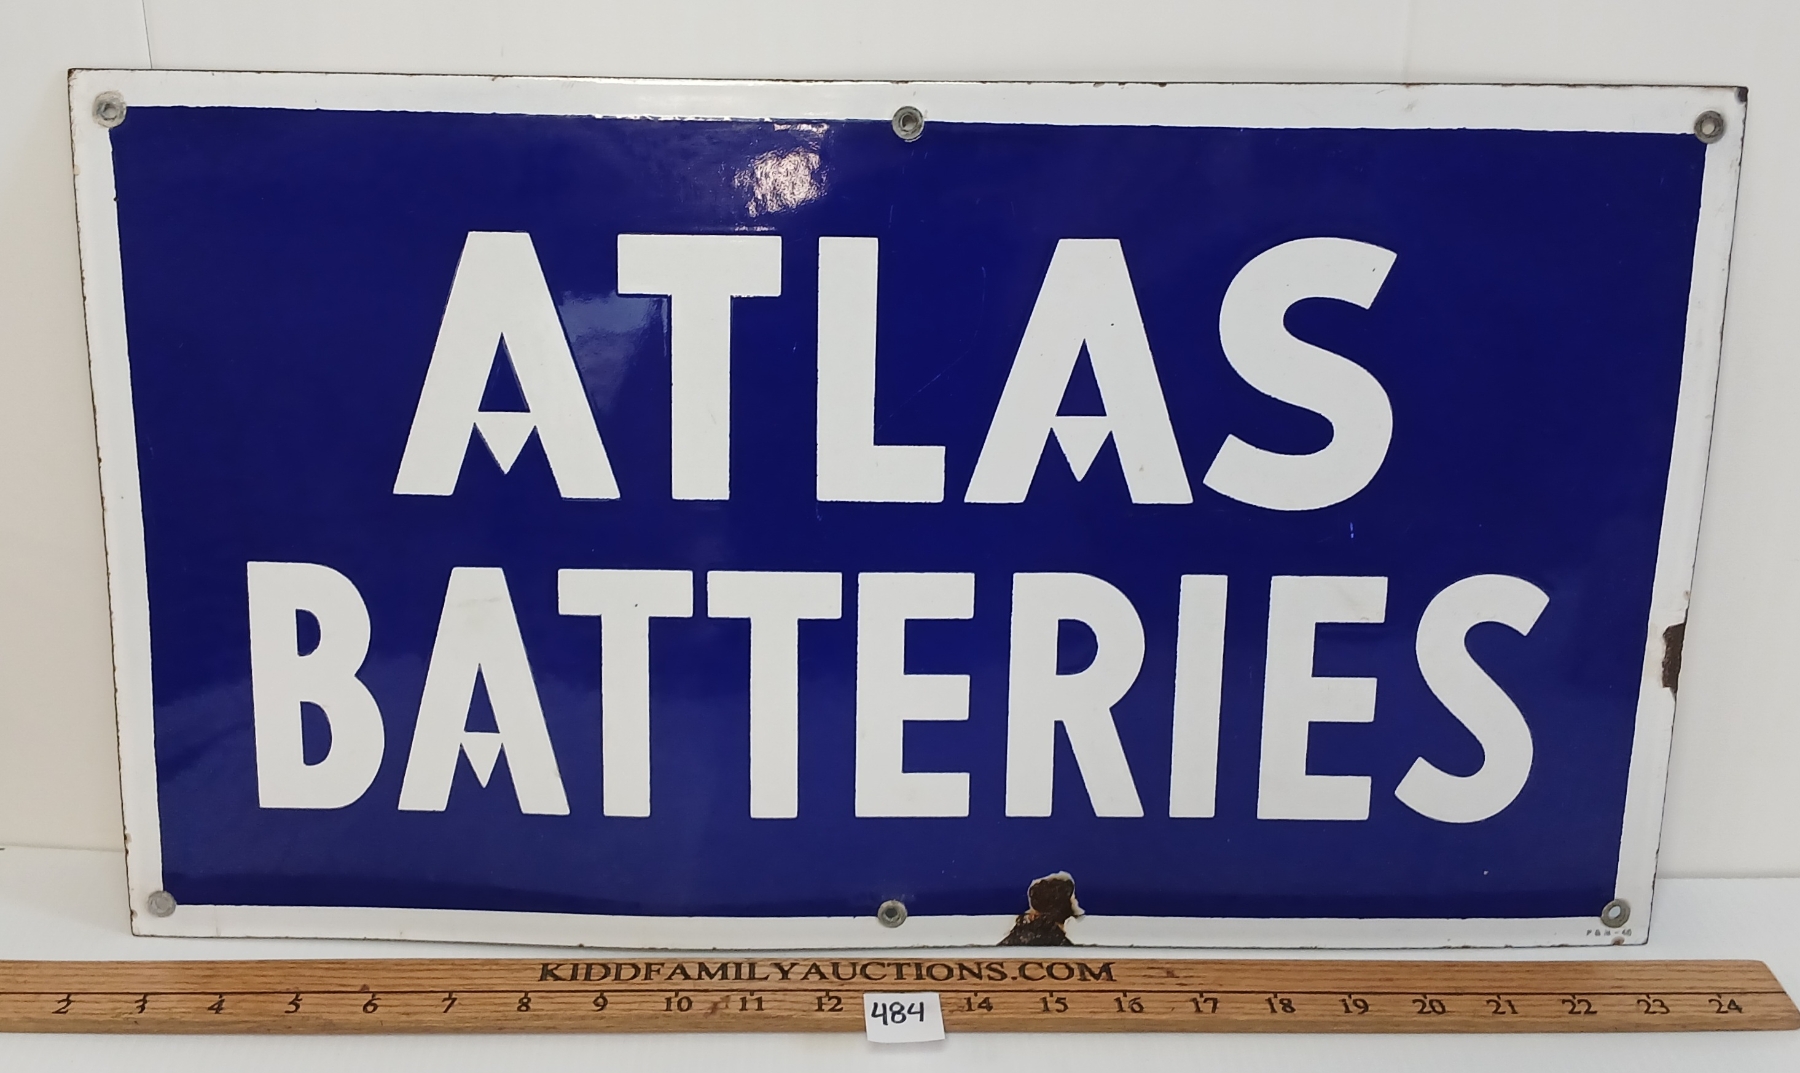 ATLAS
BATTERIES
P & M - 46
KIDDFAMILYAUCTIONS.COM
2 3 4 5 6 7 8 9 10 11 12 14 15 16 17 18 19 20 21 22 23 24
484